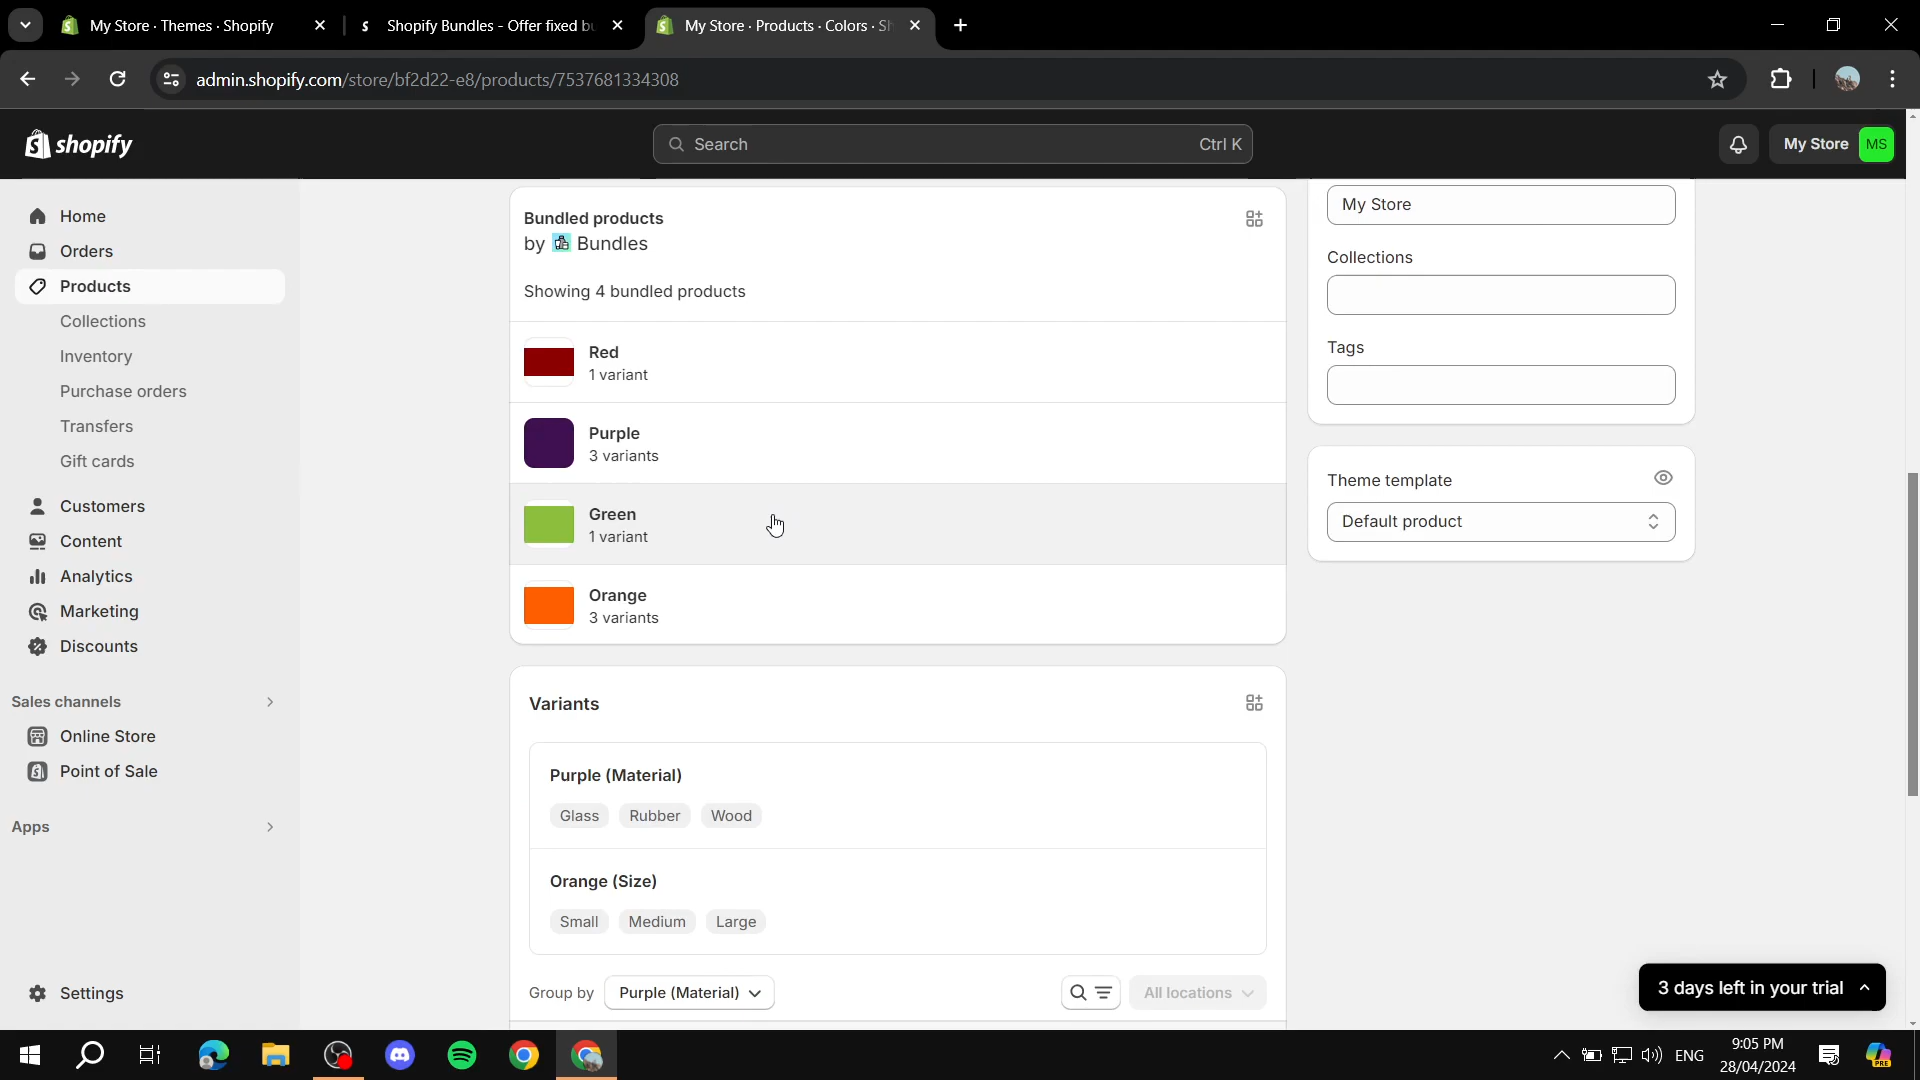 My Store · Themes · Shopify
Shopify Bundles - Offer fixed bu
My Store · Products · Colors · Sh
admin.shopify.com/store/bf2d22-e8/products/7537681334308
shopify
Search
Ctrl K
My Store
MS
Home
Orders
Products
Collections
Inventory
Purchase orders
Transfers
Gift cards
Customers
Content
Analytics
Marketing
Discounts
Sales channels
Online Store
Point of Sale
Apps
Settings
Bundled products
by Bundles
Showing 4 bundled products
Red
1 variant
Purple
3 variants
Green
1 variant
Orange
3 variants
Variants
Purple (Material)
Glass Rubber Wood
Orange (Size)
Small Medium Large
Group by Purple (Material)
All locations
My Store
Collections
Tags
Theme template
Default product
3 days left in your trial
ENG
9:05 PM
28/04/2024
PRE